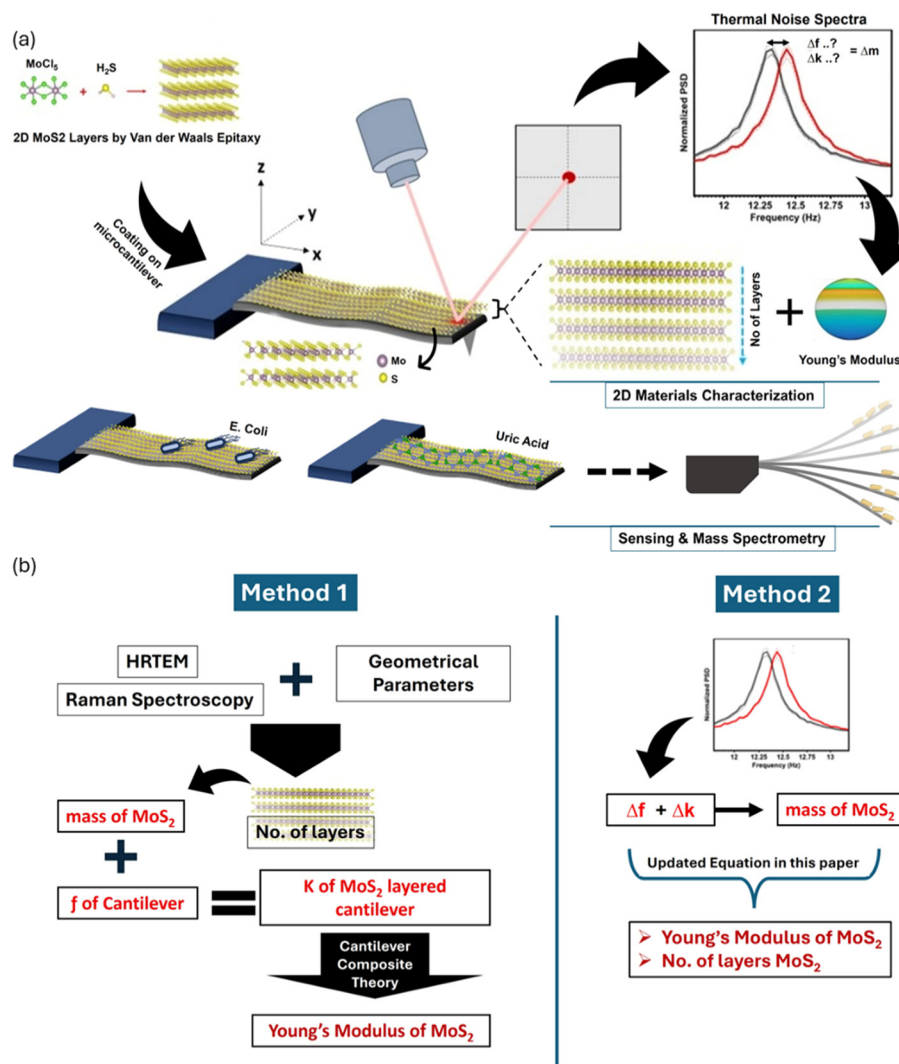 (a)
MoCl5
H2S
+
2D MoS2 Layers by Van der Waals Epitaxy
Coating on
microcantilever
z
y
x
Thermal Noise Spectra
Δf ..?
Δk ..?
= Δm
Normalized PSD
12 12.25 12.5 12.75 13
Frequency (Hz)
No of Layers
+
Young's Modulus
Mo
S
2D Materials Characterization
E. Coli
Uric Acid
Sensing & Mass Spectrometry
(b)
Method 1
HRTEM
Raman Spectroscopy
+
Geometrical
Parameters
mass of MoS2
No. of layers
+
ƒ of Cantilever
=
K of MoS2 layered
cantilever
Cantilever
Composite
Theory
Young's Modulus of MoS2
Method 2
Normalized PSD
12 12.25 12.5 12.75 13
Frequency (Hz)
Δf + Δk
mass of MoS2
Updated Equation in this paper
➢ Young's Modulus of MoS2
➢ No. of layers MoS2